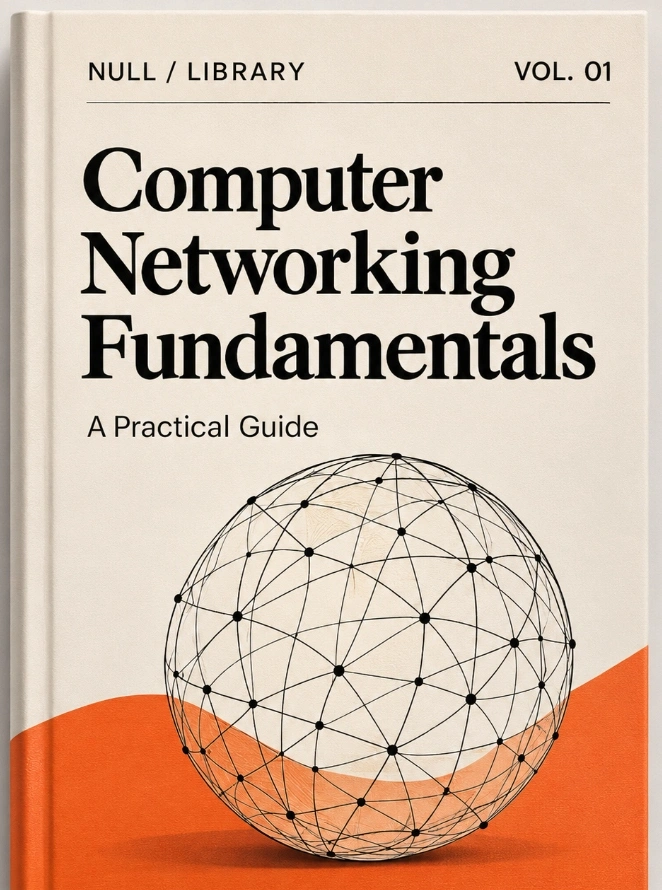 NULL / LIBRARY VOL. 01
Computer
Networking
Fundamentals
A Practical Guide